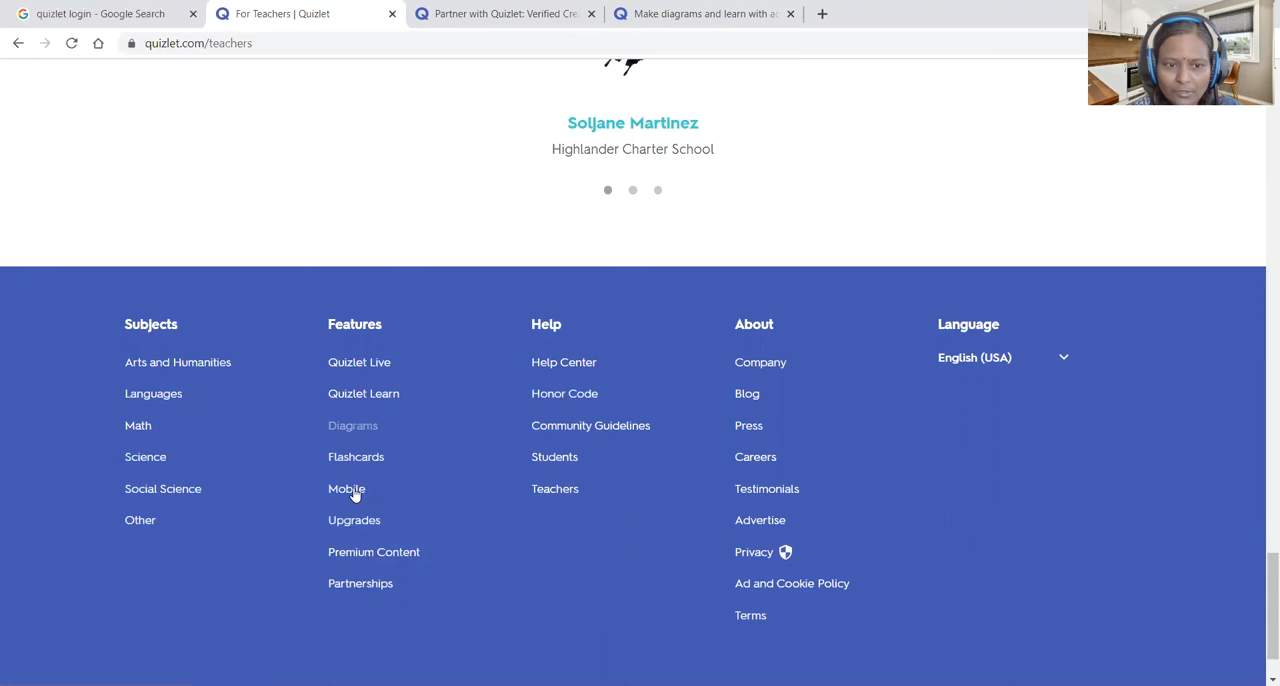 quizlet login - Google Search
For Teachers | Quizlet
Partner with Quizlet: Verified Cre
Make diagrams and learn with ac
quizlet.com/teachers
Soljane Martinez
Highlander Charter School
Subjects
Arts and Humanities
Languages
Math
Science
Social Science
Other
Features
Quizlet Live
Quizlet Learn
Diagrams
Flashcards
Mobile
Upgrades
Premium Content
Partnerships
Help
Help Center
Honor Code
Community Guidelines
Students
Teachers
About
Company
Blog
Press
Careers
Testimonials
Advertise
Privacy
Ad and Cookie Policy
Terms
Language
English (USA)